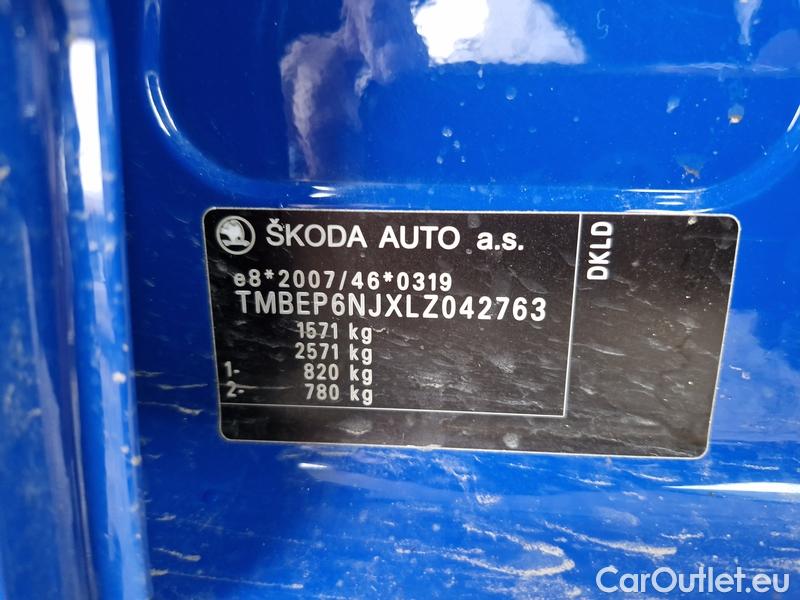 ŠKODA AUTO a.s.
e8*2007/46*0319
TMBEP6NJXLZ042763
1571 kg
2571 kg
1- 820 kg
2- 780 kg
DKLD
CarOutlet.eu